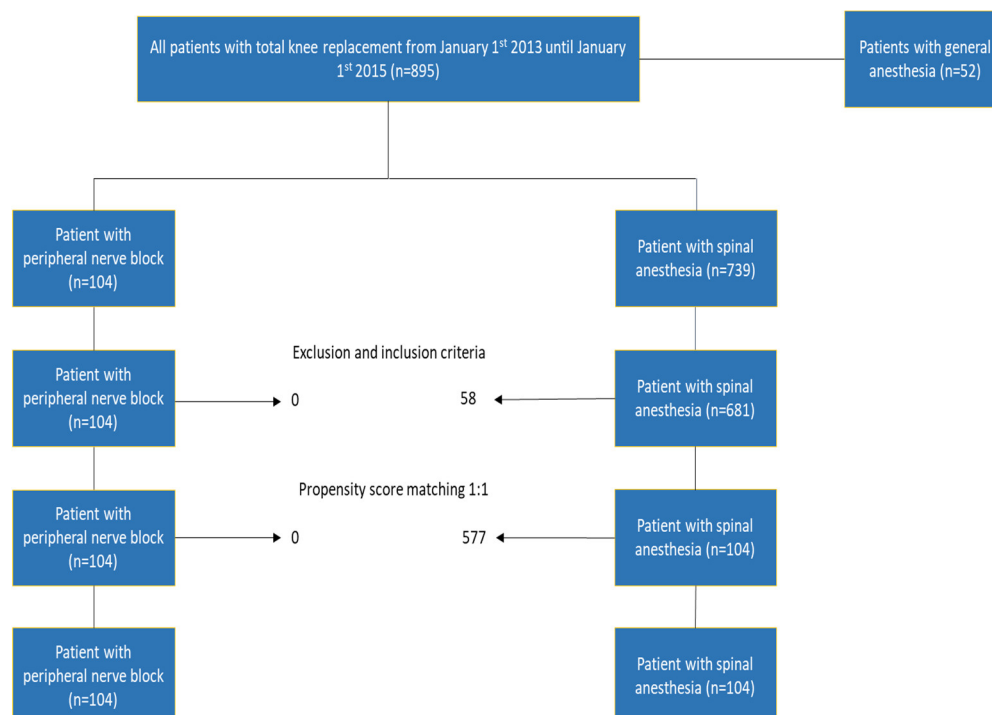 All patients with total knee replacement from January 1st 2013 until January
1st 2015 (n=895)
Patients with general
anesthesia (n=52)
Patient with
peripheral nerve block
(n=104)
Patient with spinal
anesthesia (n=739)
Exclusion and inclusion criteria
Patient with
peripheral nerve block
(n=104)
0
58
Patient with spinal
anesthesia (n=681)
Propensity score matching 1:1
Patient with
peripheral nerve block
(n=104)
0
577
Patient with spinal
anesthesia (n=104)
Patient with
peripheral nerve block
(n=104)
Patient with spinal
anesthesia (n=104)